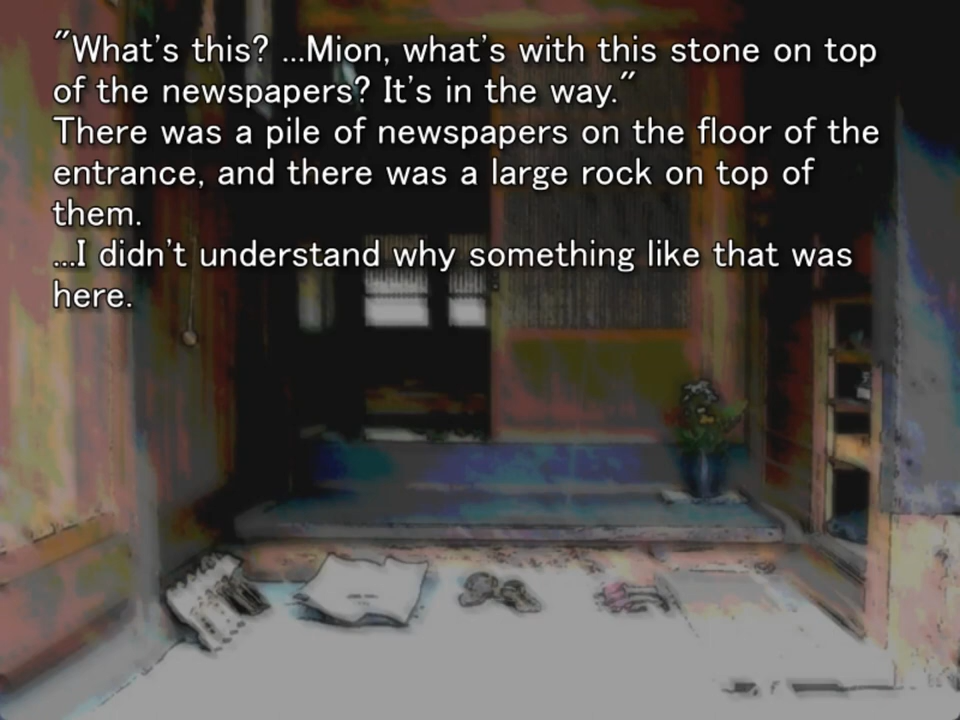 "What's this? ...Mion, what's with this stone on top
of the newspapers? It's in the way."
There was a pile of newspapers on the floor of the
entrance, and there was a large rock on top of
them.
...I didn't understand why something like that was
here.